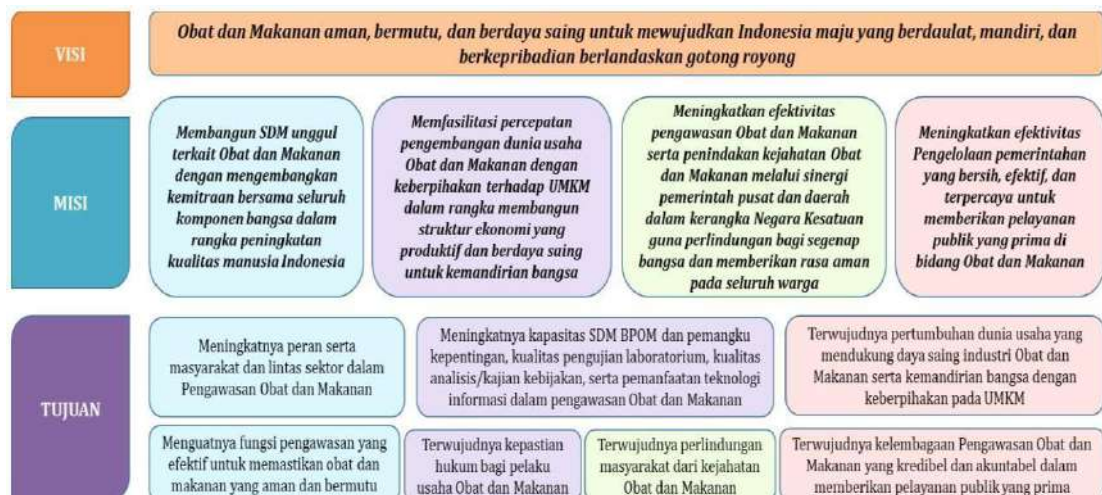 VISI
Obat dan Makanan aman, bermutu, dan berdaya saing untuk mewujudkan Indonesia maju yang berdaulat, mandiri, dan
berkepribadian berlandaskan gotong royong
MISI
Membangun SDM unggul
terkait Obat dan Makanan
dengan mengembangkan
kemitraan bersama seluruh
komponen bangsa dalam
rangka peningkatan
kualitas manusia Indonesia
Memfasilitasi percepatan
pengembangan dunia usaha
Obat dan Makanan dengan
keberpihakan terhadap UMKM
dalam rangka membangun
struktur ekonomi yang
produktif dan berdaya saing
untuk kemandirian bangsa
Meningkatkan efektivitas
pengawasan Obat dan Makanan
serta penindakan kejahatan Obat
dan Makanan melalui sinergi
pemerintah pusat dan daerah
dalam kerangka Negara Kesatuan
guna perlindungan bagi segenap
bangsa dan memberikan rasa aman
pada seluruh warga
Meningkatkan efektivitas
Pengelolaan pemerintahan
yang bersih, efektif, dan
terpercaya untuk
memberikan pelayanan
publik yang prima di
bidang Obat dan Makanan
TUJUAN
Meningkatnya peran serta
masyarakat dan lintas sektor dalam
Pengawasan Obat dan Makanan
Meningkatnya kapasitas SDM BPOM dan pemangku
kepentingan, kualitas pengujian laboratorium, kualitas
analisis/kajian kebijakan, serta pemanfaatan teknologi
informasi dalam pengawasan Obat dan Makanan
Terwujudnya pertumbuhan dunia usaha yang
mendukung daya saing industri Obat dan
Makanan serta kemandirian bangsa dengan
keberpihakan pada UMKM
Menguatnya fungsi pengawasan yang
efektif untuk memastikan obat dan
makanan yang aman dan bermutu
Terwujudnya kepastian
hukum bagi pelaku
usaha Obat dan Makanan
Terwujudnya perlindungan
masyarakat dari kejahatan
Obat dan Makanan
Terwujudnya kelembagaan Pengawasan Obat dan
Makanan yang kredibel dan akuntabel dalam
memberikan pelayanan publik yang prima